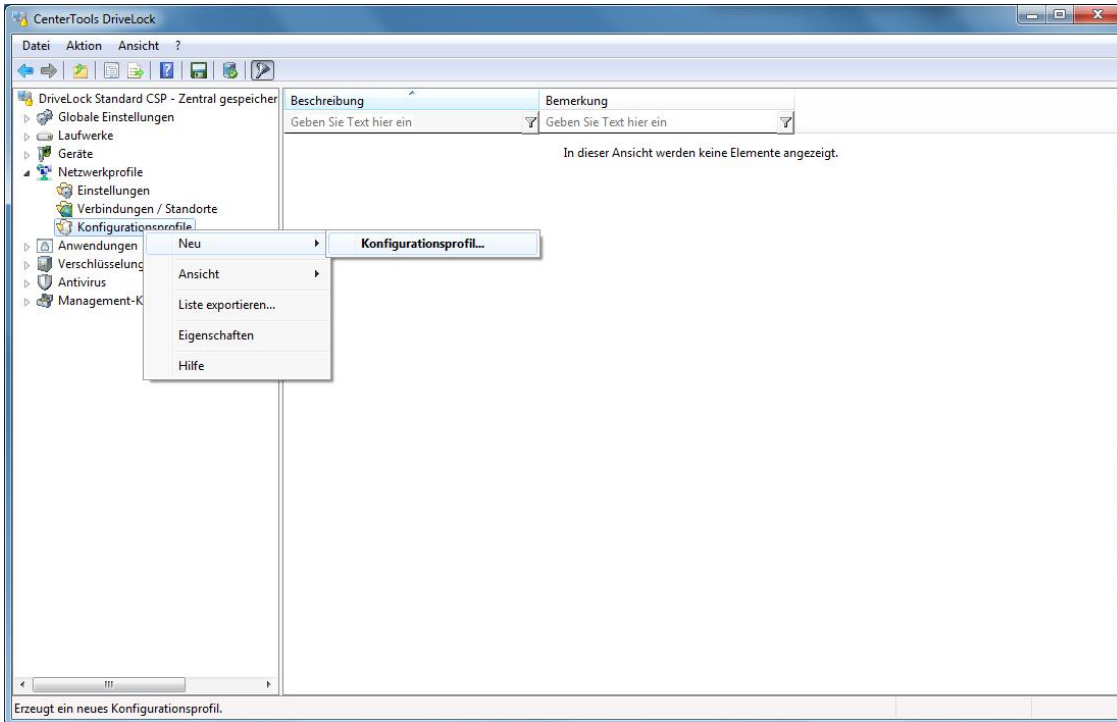 CenterTools DriveLock
Datei Aktion Ansicht ?
DriveLock Standard CSP - Zentral gespeicher
Globale Einstellungen
Laufwerke
Geräte
Netzwerkprofile
Einstellungen
Verbindungen / Standorte
Konfigurationsprofile
Anwendungen
Verschlüsselung
Antivirus
Management-K
Neu
Ansicht
Liste exportieren...
Eigenschaften
Hilfe
Konfigurationsprofil...
Beschreibung Bemerkung
Geben Sie Text hier ein Geben Sie Text hier ein
In dieser Ansicht werden keine Elemente angezeigt.
Erzeugt ein neues Konfigurationsprofil.